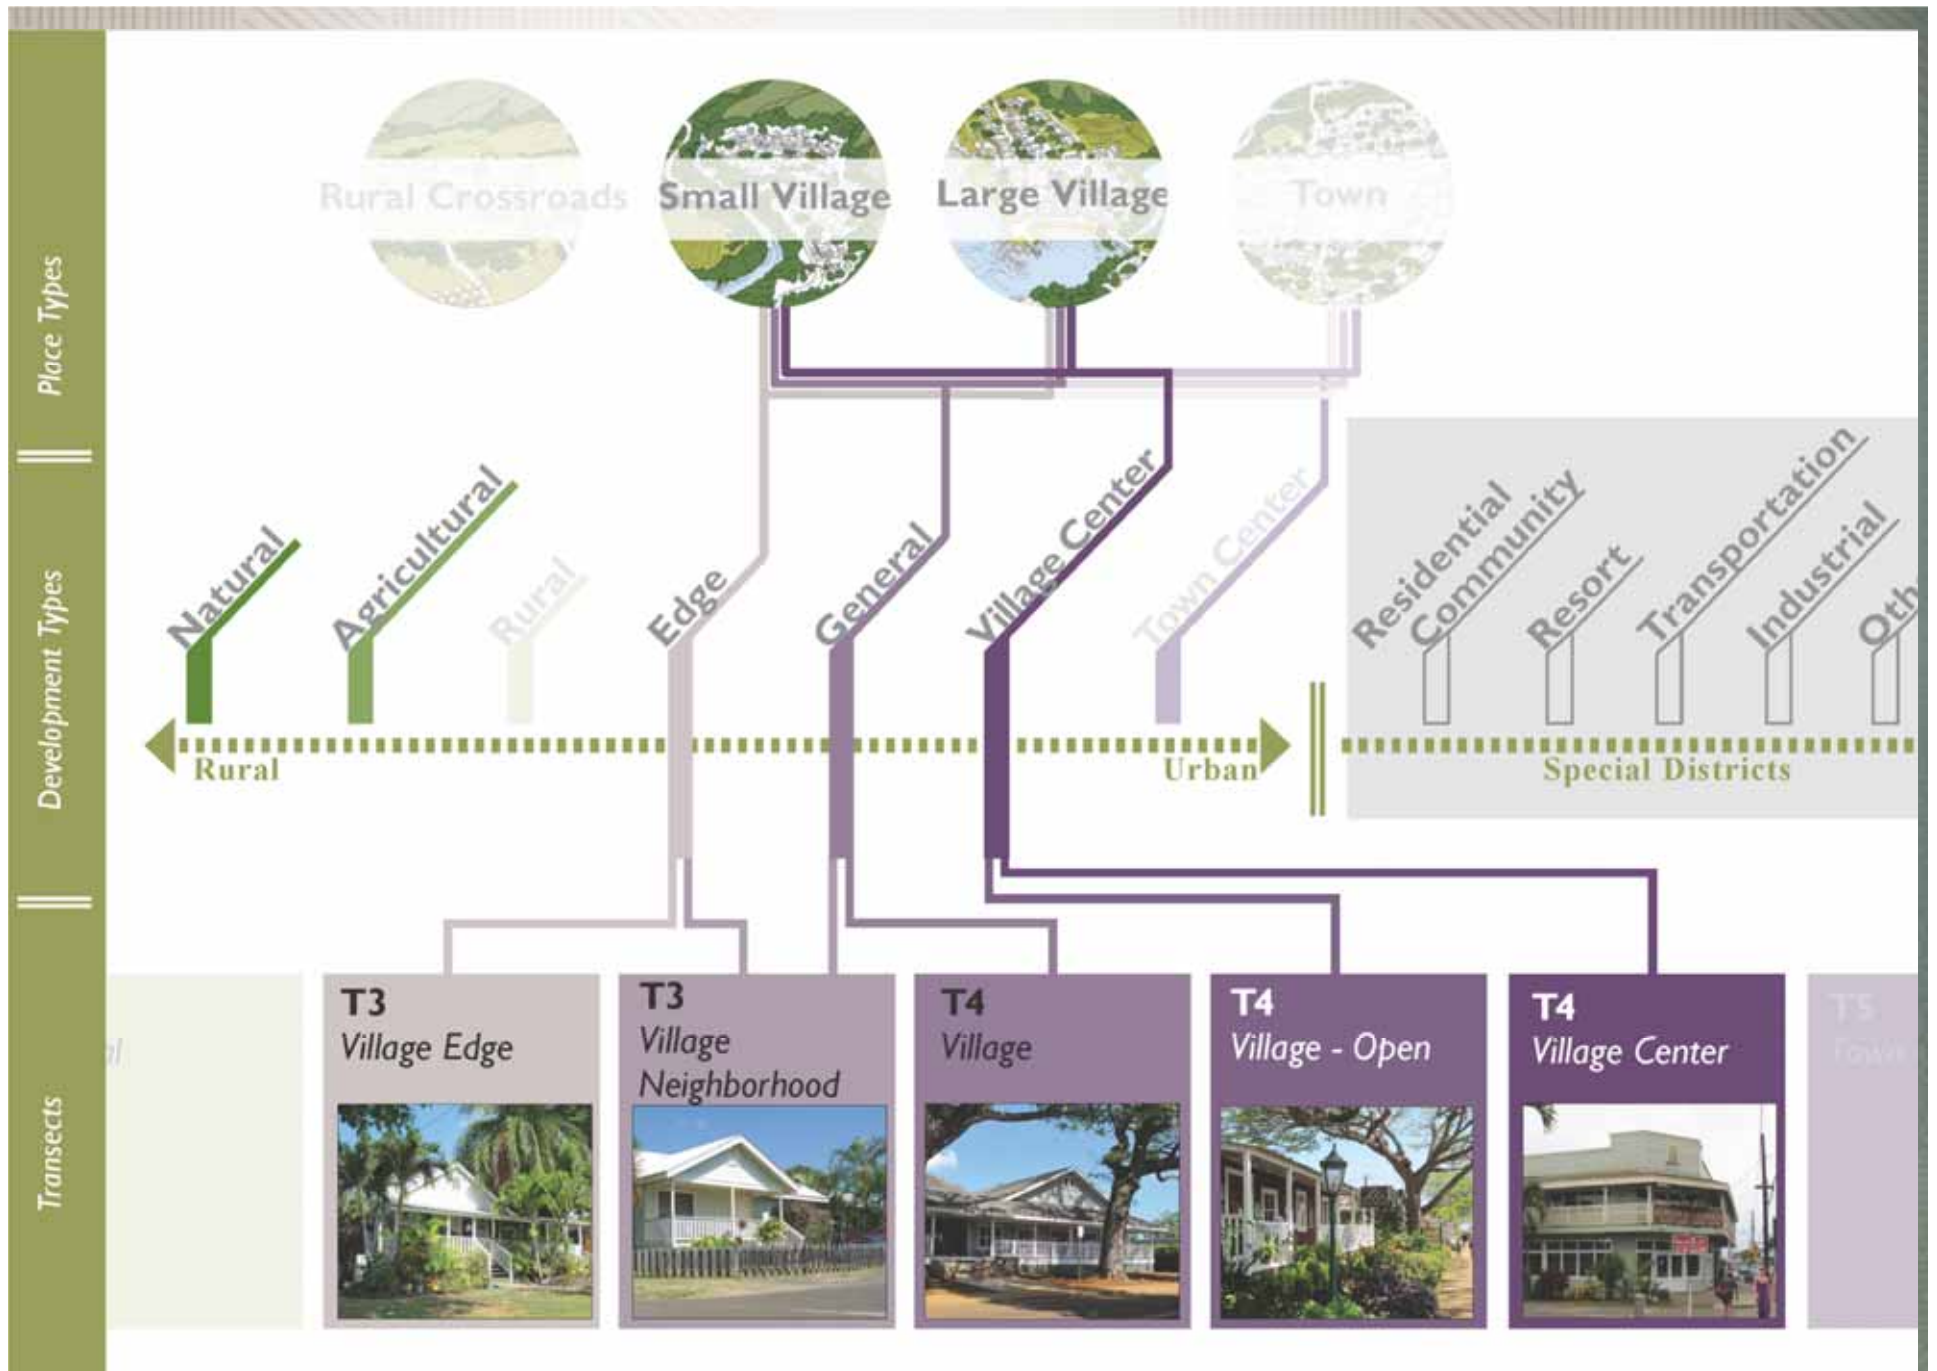 Place Types
Rural Crossroads
Small Village
Large Village
Town
Development Types
Natural
Agricultural
Rural
Edge
General
Village Center
Town Center
Residential
Community
Resort
Transportation
Industrial
Rural
Urban
Special Districts
Transects
T3
Village Edge
T3
Village
Neighborhood
T4
Village
T4
Village - Open
T4
Village Center
T5
Town